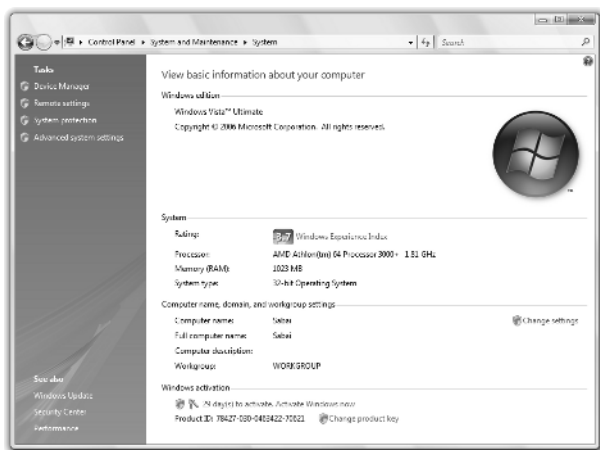 Control Panel ▸ System and Maintenance ▸ System
Search
Tasks
Device Manager
Remote settings
System protection
Advanced system settings
See also
Windows Update
Security Center
Performance
View basic information about your computer
Windows edition
Windows Vista™ Ultimate
Copyright © 2006 Microsoft Corporation. All rights reserved.
System
Rating: 3.7 Windows Experience Index
Processor: AMD Athlon(tm) 64 Processor 3000+ 1.81 GHz
Memory (RAM): 1023 MB
System type: 32-bit Operating System
Computer name, domain, and workgroup settings
Computer name: Sabai
Change settings
Full computer name: Sabai
Computer description:
Workgroup: WORKGROUP
Windows activation
29 day(s) to activate. Activate Windows now
Product ID: Change product key